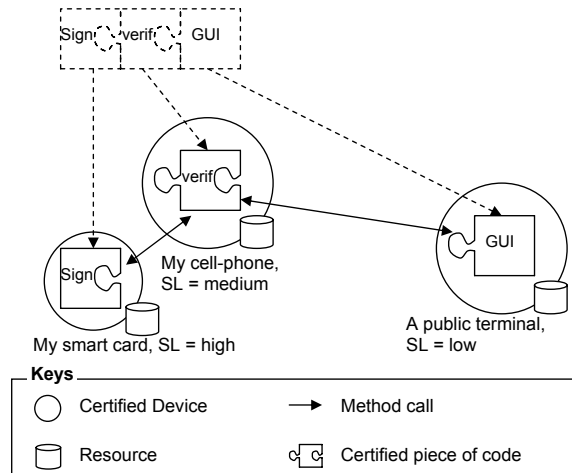 Sign verif GUI
verif
GUI
My cell-phone,
SL = medium
Sign
A public terminal,
SL = low
My smart card, SL = high
Keys
Certified Device Method call
Resource Certified piece of code